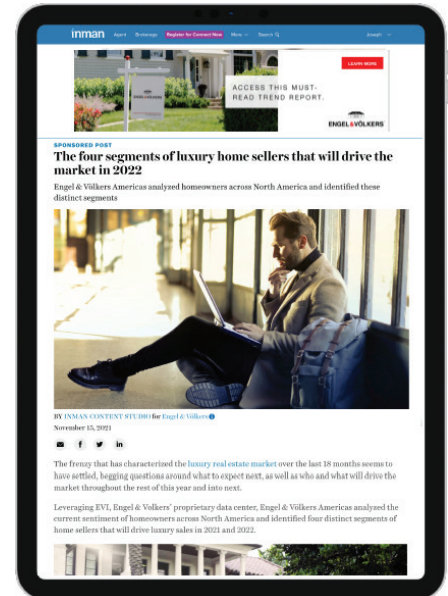 inman Agent Brokerage Register for Connect Now More Search Joseph
LEARN MORE
ACCESS THIS MUST-
READ TREND REPORT.
ENGEL&VÖLKERS
SPONSORED POST
The four segments of luxury home sellers that will drive the
market in 2022
Engel & Völkers Americas analyzed homeowners across North America and identified these
distinct segments
BY INMAN CONTENT STUDIO for Engel & Völkers
November 15, 2021
The frenzy that has characterized the luxury real estate market over the last 18 months seems to
have settled, begging questions around what to expect next, as well as who and what will drive the
market throughout the rest of this year and into next.
Leveraging EVI, Engel & Völkers' proprietary data center, Engel & Völkers Americas analyzed the
current sentiment of homeowners across North America and identified four distinct segments of
home sellers that will drive luxury sales in 2021 and 2022.